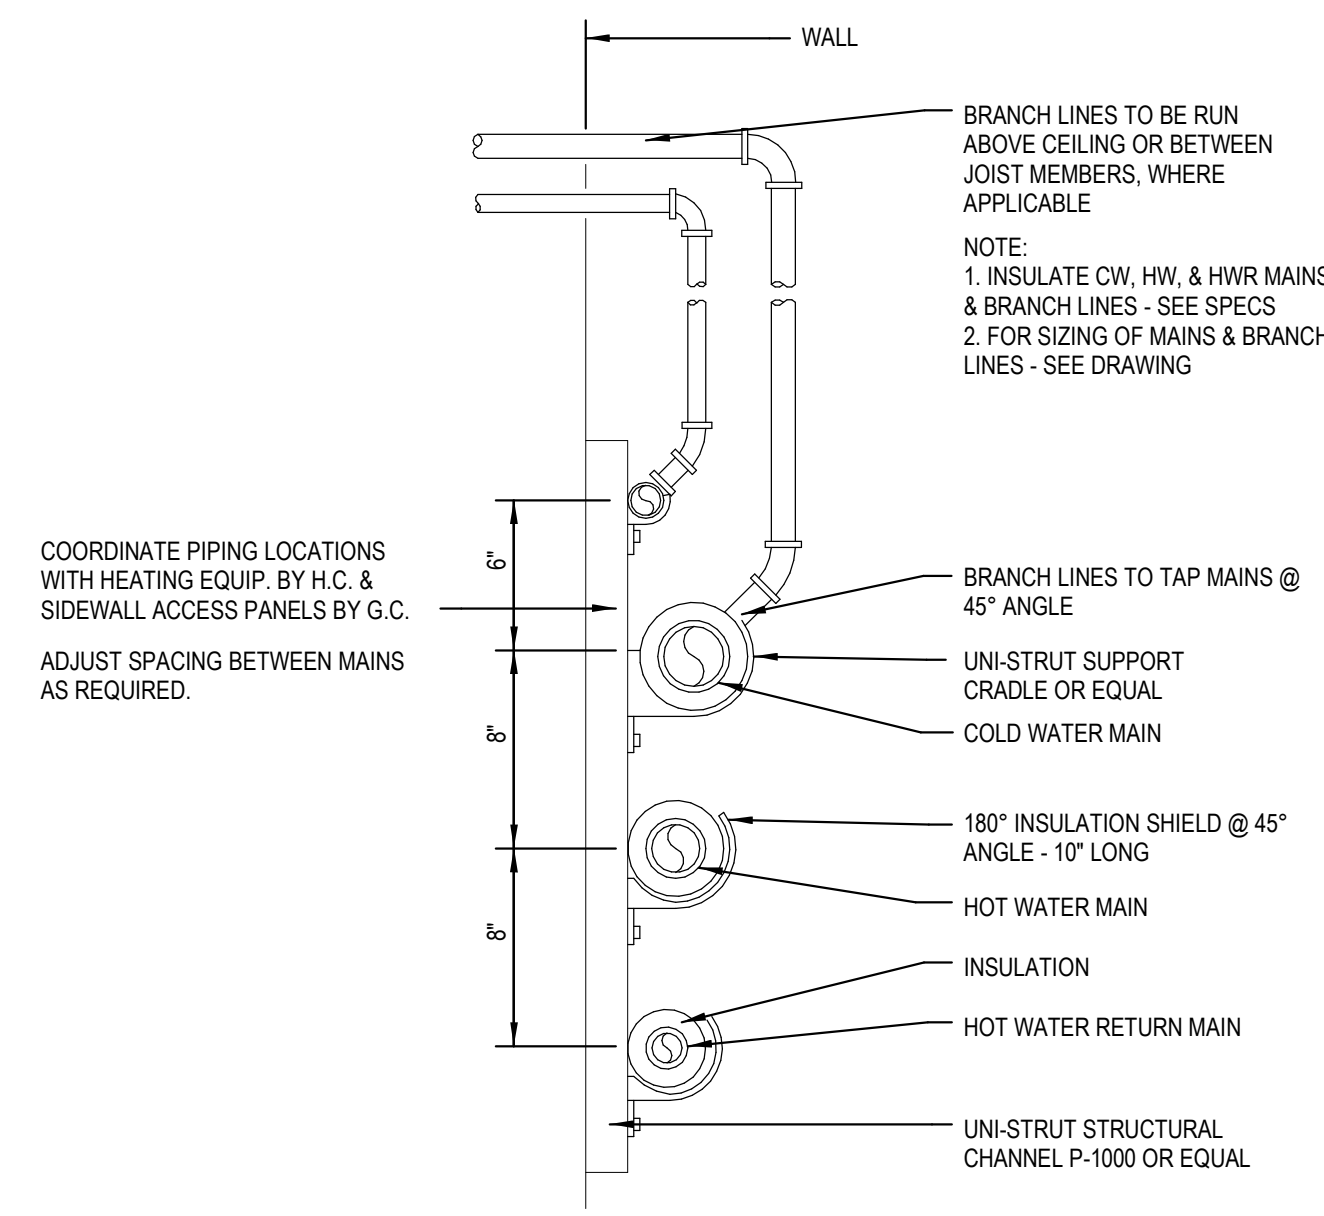 WALL
BRANCH LINES TO BE RUN
ABOVE CEILING OR BETWEEN
JOIST MEMBERS, WHERE
APPLICABLE
NOTE:
1. INSULATE CW, HW, & HWR MAINS
& BRANCH LINES - SEE SPECS
2. FOR SIZING OF MAINS & BRANCH
LINES - SEE DRAWING
COORDINATE PIPING LOCATIONS
WITH HEATING EQUIP. BY H.C. &
SIDEWALL ACCESS PANELS BY G.C.
ADJUST SPACING BETWEEN MAINS
AS REQUIRED.
6"
8"
8"
BRANCH LINES TO TAP MAINS @
45° ANGLE
UNI-STRUT SUPPORT
CRADLE OR EQUAL
COLD WATER MAIN
180° INSULATION SHIELD @ 45°
ANGLE - 10" LONG
HOT WATER MAIN
INSULATION
HOT WATER RETURN MAIN
UNI-STRUT STRUCTURAL
CHANNEL P-1000 OR EQUAL